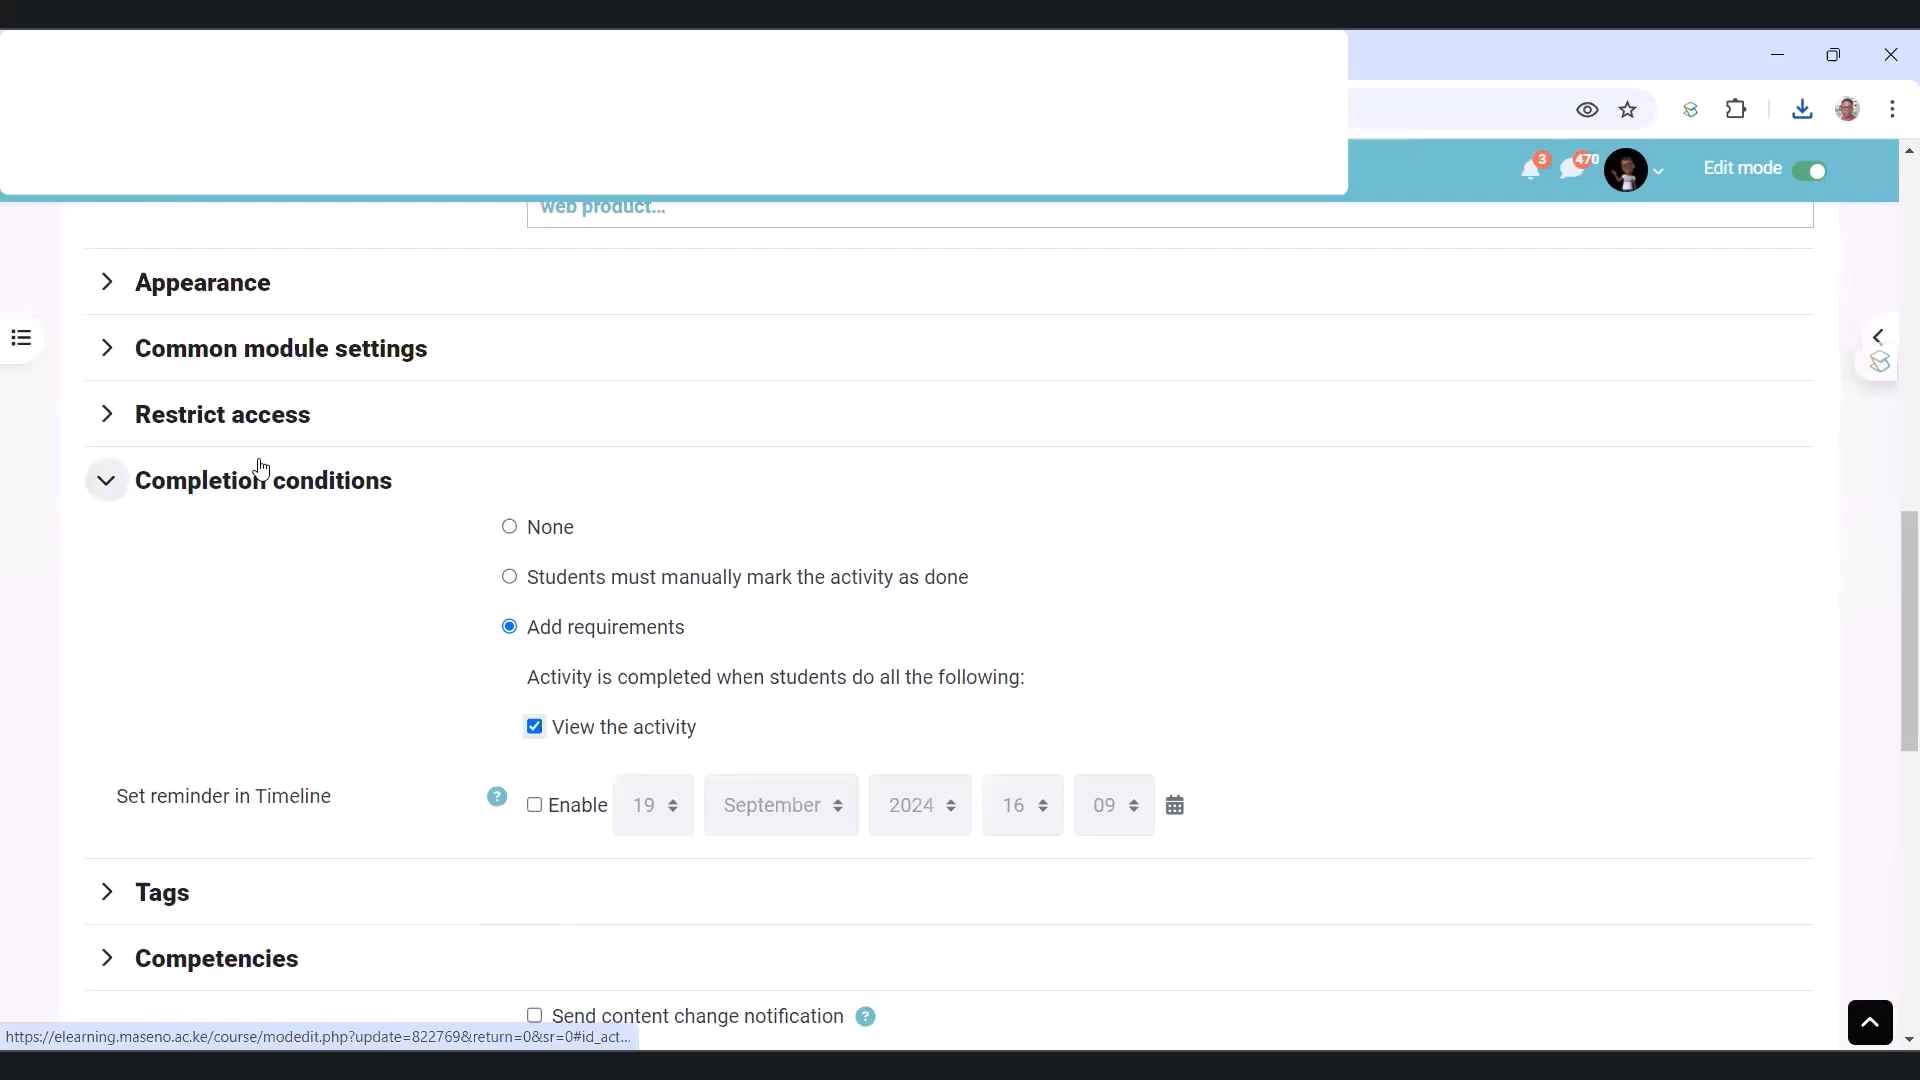 3
470
Edit mode
web product...
Appearance
Common module settings
Restrict access
Completion conditions
None
Students must manually mark the activity as done
Add requirements
Activity is completed when students do all the following:
View the activity
Set reminder in Timeline ? Enable 19 September 2024 16 09
Tags
Competencies
Send content change notification ?
https://elearning.maseno.ac.ke/course/modedit.php?update=822769&return=0&sr=0#id_act...